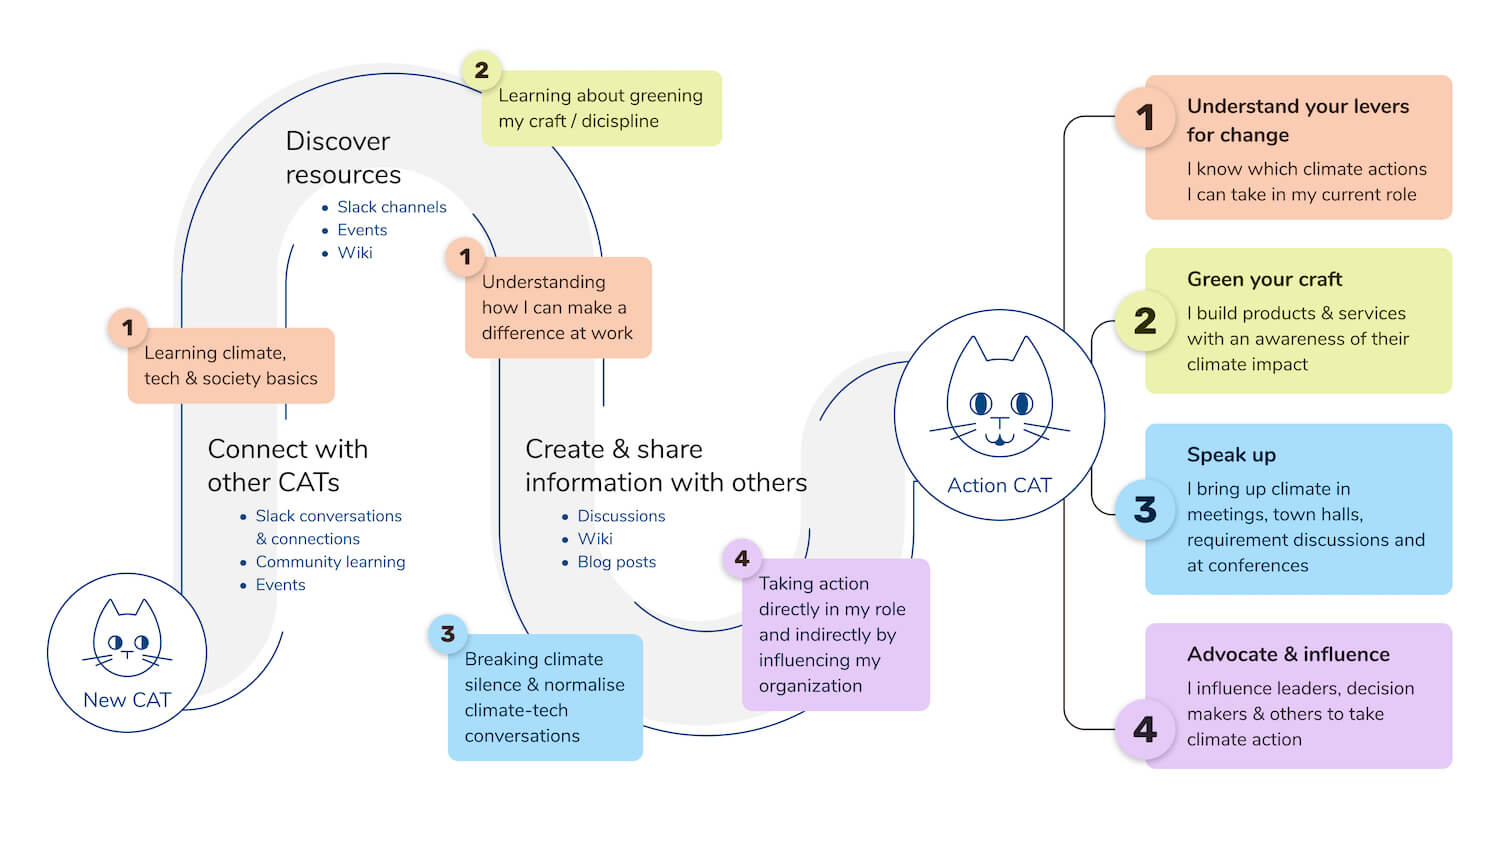 New CAT
1
Learning climate,
tech & society basics
Connect with
other CATs
• Slack conversations
& connections
• Community learning
• Events
Discover
resources
• Slack channels
• Events
• Wiki
2
Learning about greening
my craft / dicispline
1
Understanding
how I can make a
difference at work
Create & share
information with others
• Discussions
• Wiki
• Blog posts
3
Breaking climate
silence & normalise
climate-tech
conversations
4
Taking action
directly in my role
and indirectly by
influencing my
organization
Action CAT
1
Understand your levers
for change
I know which climate actions
I can take in my current role
2
Green your craft
I build products & services
with an awareness of their
climate impact
3
Speak up
I bring up climate in
meetings, town halls,
requirement discussions and
at conferences
4
Advocate & influence
I influence leaders, decision
makers & others to take
climate action